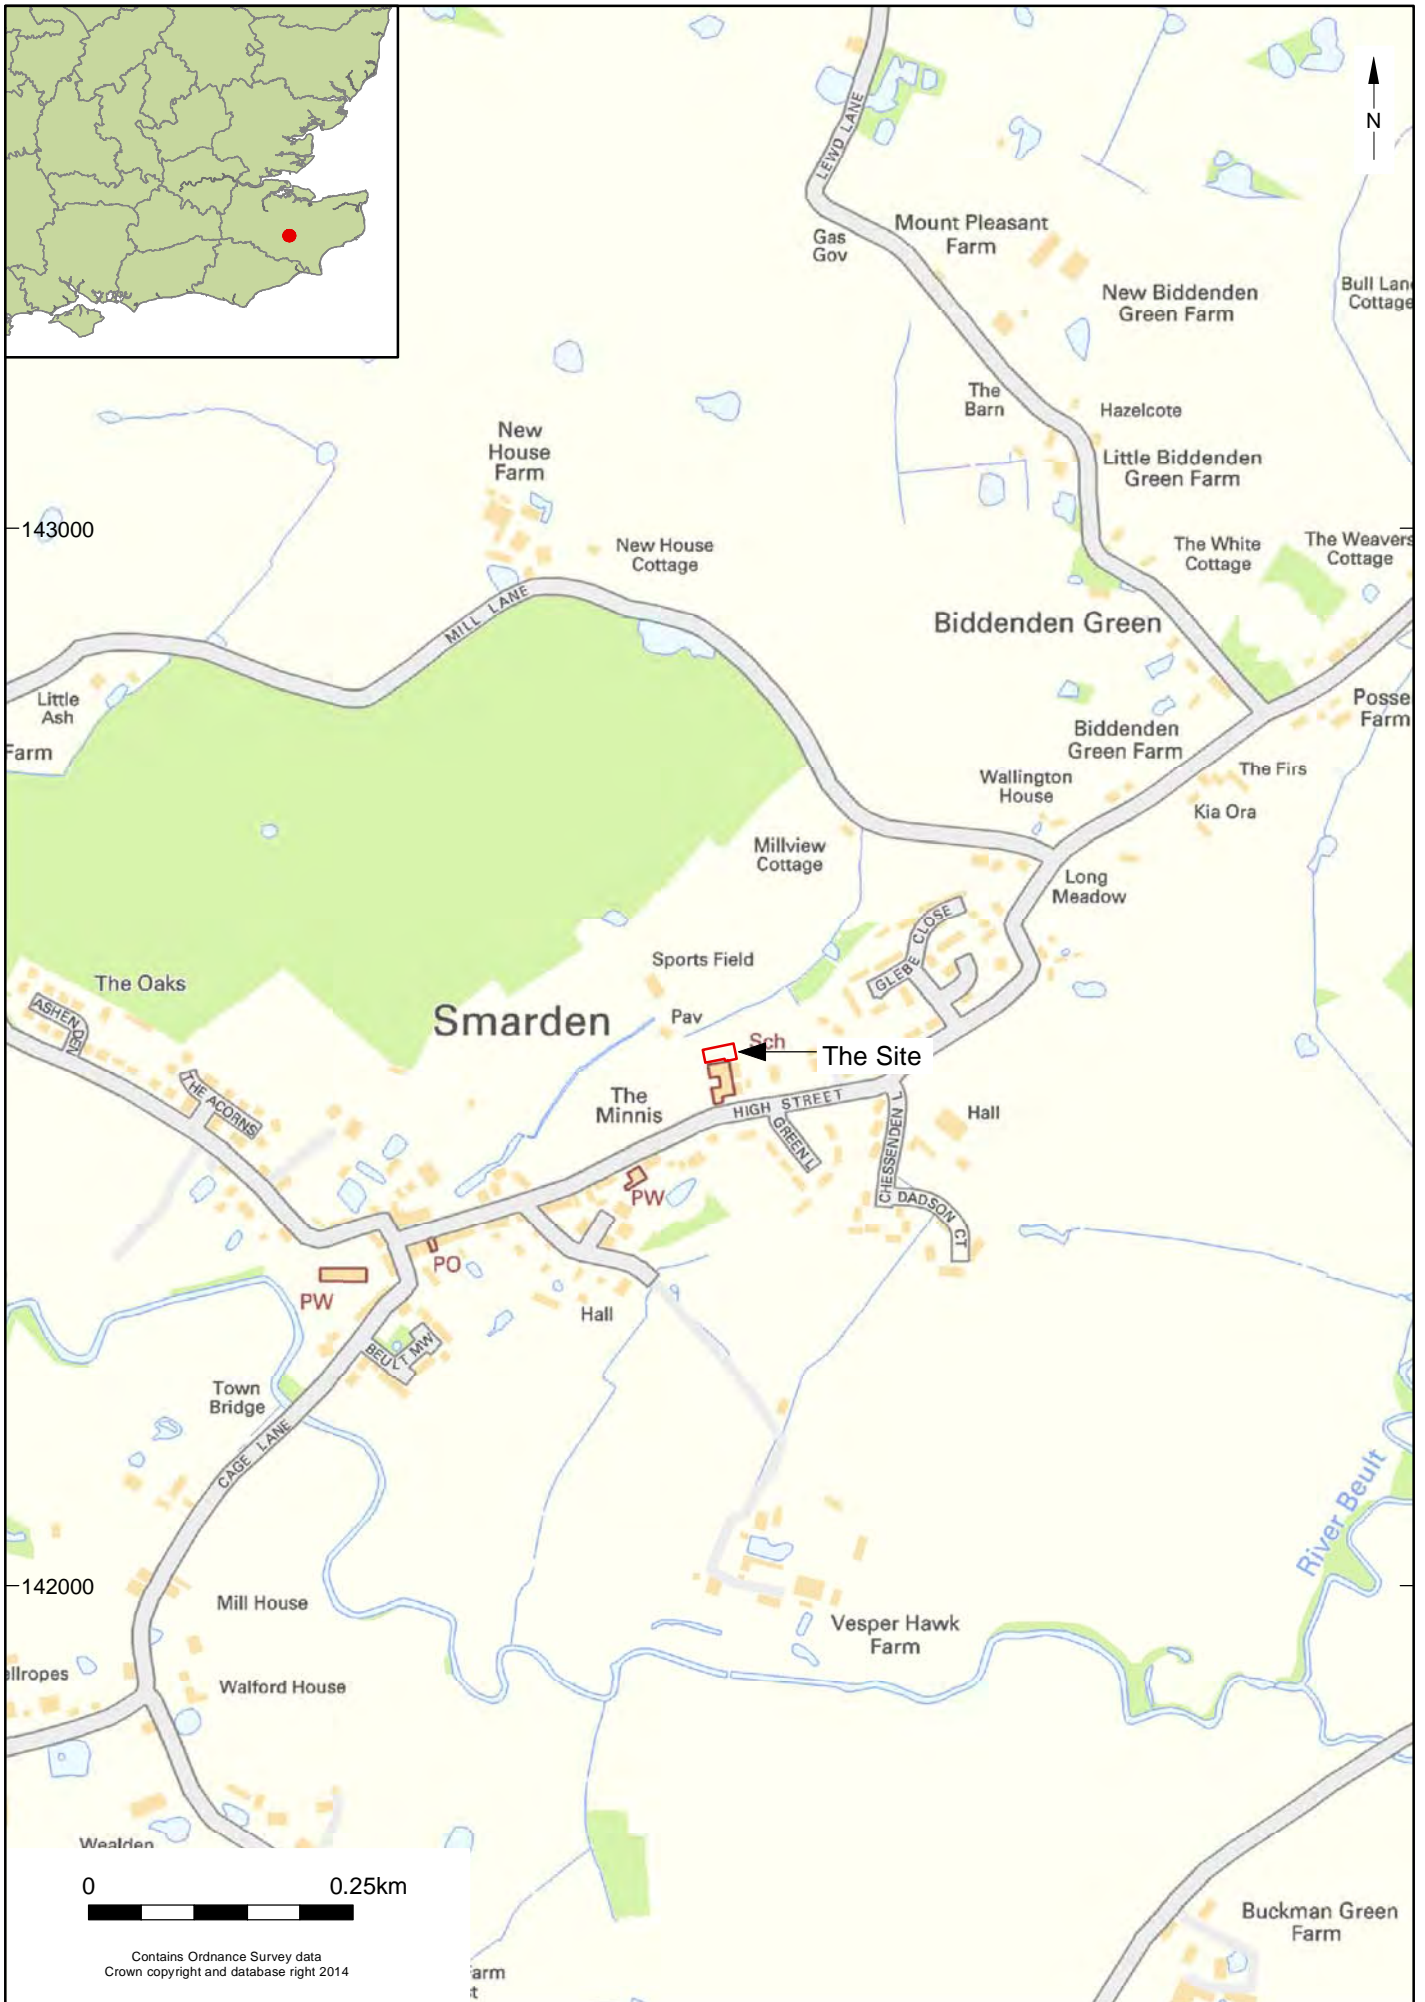 N
LEWD LANE
Gas
Gov
Mount Pleasant
Farm
New Biddenden
Green Farm
Bull Lan
Cottage
The
Barn
Hazelcote
New
House
Farm
Little Biddenden
Green Farm
143000
New House
Cottage
The White
Cottage
The Weavers
Cottage
MILL LANE
Biddenden Green
Little
Ash
Farm
Posse
Farm
Biddenden
Green Farm
The Firs
Wallington
House
Kia Ora
Millview
Cottage
Long
Meadow
GLEBE CLOSE
Sports Field
The Oaks
ASHENDEN
Smarden
Pav
Sch
The Site
THE ACORNS
The
Minnis
HIGH STREET
GREEN L
CHESSENDEN L
Hall
DADSON CT
PW
PO
PW
Hall
BEULT MW
Town
Bridge
CAGE LANE
River Beult
142000
Mill House
Vesper Hawk
Farm
ellropes
Walford House
Wealden
0 0.25km
Contains Ordnance Survey data
Crown copyright and database right 2014
Buckman Green
Farm
arm
t